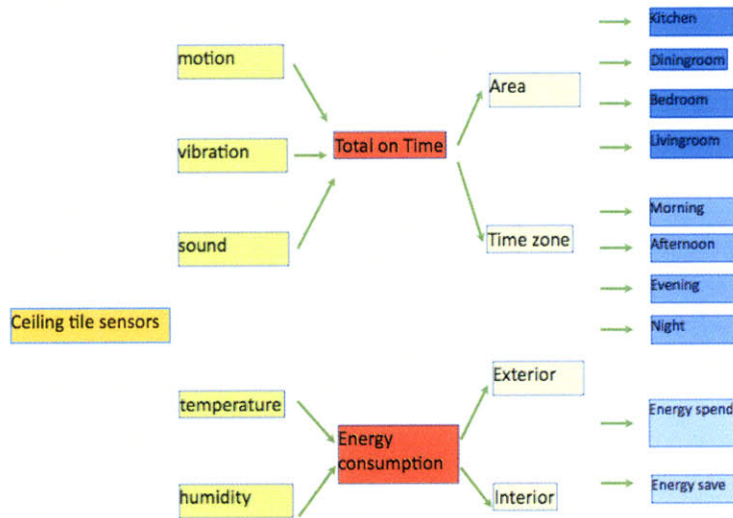 Kitchen
motion
Diningroom
Area
Bedroom
vibration
Total on Time
Livingroom
Morning
sound
Time zone
Afternoon
Evening
Ceiling tile sensors
Night
Exterior
temperature
Energy spend
Energy
consumption
humidity
Interior
Energy save